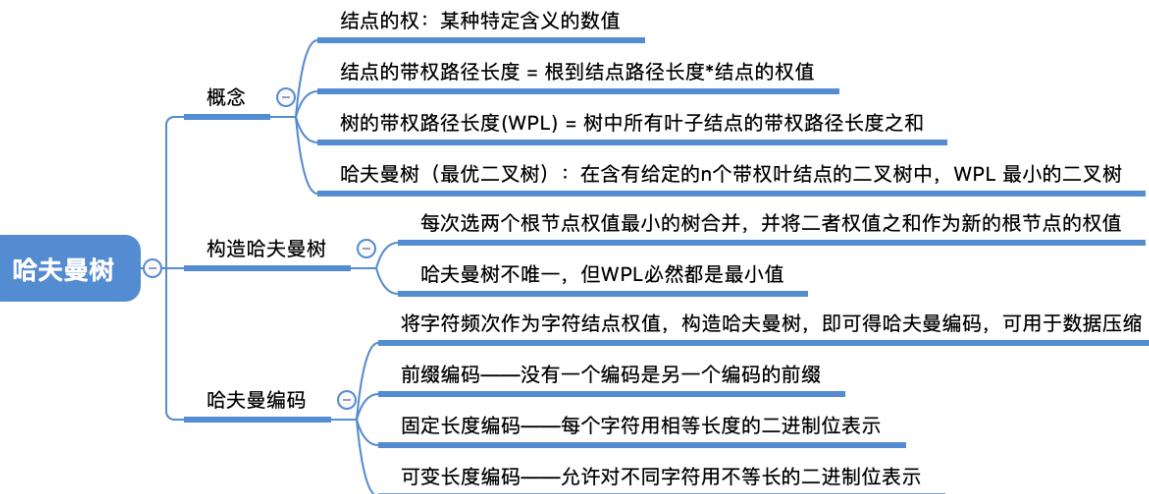 哈夫曼树
概念
结点的权：某种特定含义的数值
结点的带权路径长度 = 根到结点路径长度*结点的权值
树的带权路径长度(WPL) = 树中所有叶子结点的带权路径长度之和
哈夫曼树（最优二叉树）：在含有给定的n个带权叶结点的二叉树中，WPL 最小的二叉树
构造哈夫曼树
每次选两个根节点权值最小的树合并，并将二者权值之和作为新的根节点的权值
哈夫曼树不唯一，但WPL必然都是最小值
哈夫曼编码
将字符频次作为字符结点权值，构造哈夫曼树，即可得哈夫曼编码，可用于数据压缩
前缀编码——没有一个编码是另一个编码的前缀
固定长度编码——每个字符用相等长度的二进制位表示
可变长度编码——允许对不同字符用不等长的二进制位表示